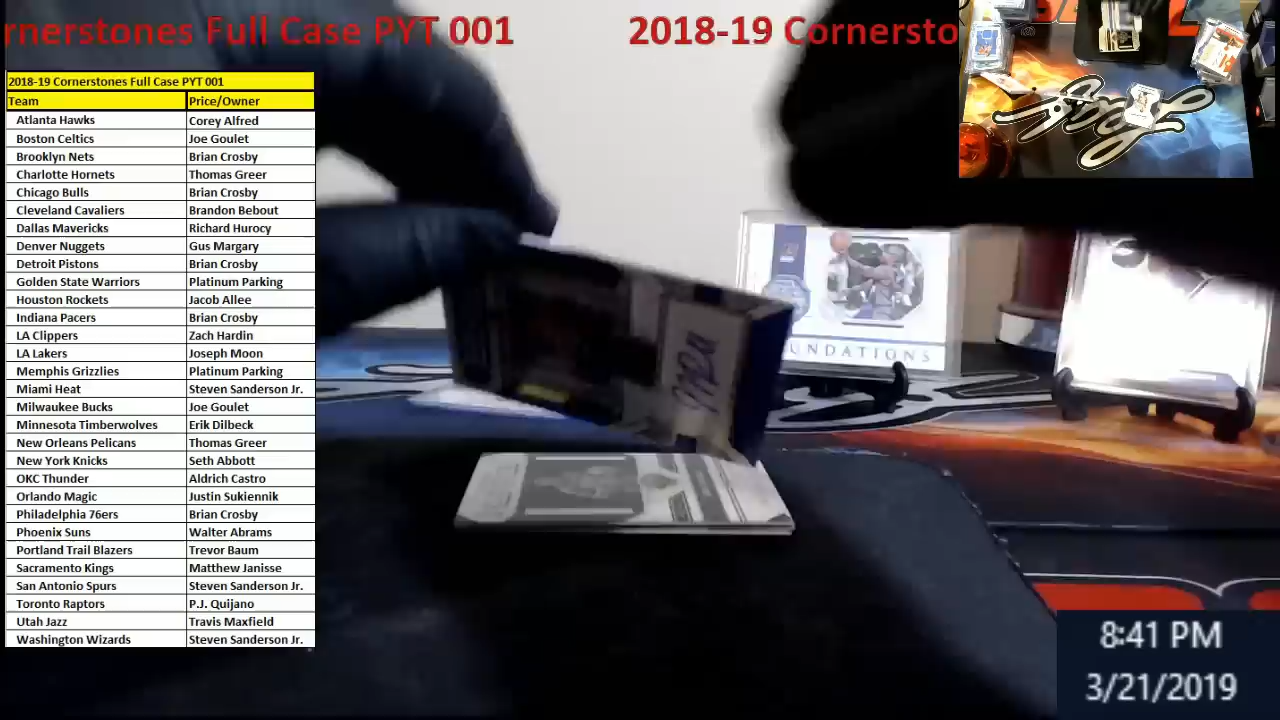 rnerstones Full Case PYT 001 2018-19 Cornersto
2018-19 Cornerstones Full Case PYT 001
Team Price/Owner
Atlanta Hawks Corey Alfred
Boston Celtics Joe Goulet
Brooklyn Nets Brian Crosby
Charlotte Hornets Thomas Greer
Chicago Bulls Brian Crosby
Cleveland Cavaliers Brandon Bebout
Dallas Mavericks Richard Hurocy
Denver Nuggets Gus Margary
Detroit Pistons Brian Crosby
Golden State Warriors Platinum Parking
Houston Rockets Jacob Allee
Indiana Pacers Brian Crosby
LA Clippers Zach Hardin
LA Lakers Joseph Moon
Memphis Grizzlies Platinum Parking
Miami Heat Steven Sanderson Jr.
Milwaukee Bucks Joe Goulet
Minnesota Timberwolves Erik Dilbeck
New Orleans Pelicans Thomas Greer
New York Knicks Seth Abbott
OKC Thunder Aldrich Castro
Orlando Magic Justin Sukiennik
Philadelphia 76ers Brian Crosby
Phoenix Suns Walter Abrams
Portland Trail Blazers Trevor Baum
Sacramento Kings Matthew Janisse
San Antonio Spurs Steven Sanderson Jr.
Toronto Raptors P.J. Quijano
Utah Jazz Travis Maxfield
Washington Wizards Steven Sanderson Jr.
UNDATIONS
8:41 PM
3/21/2019